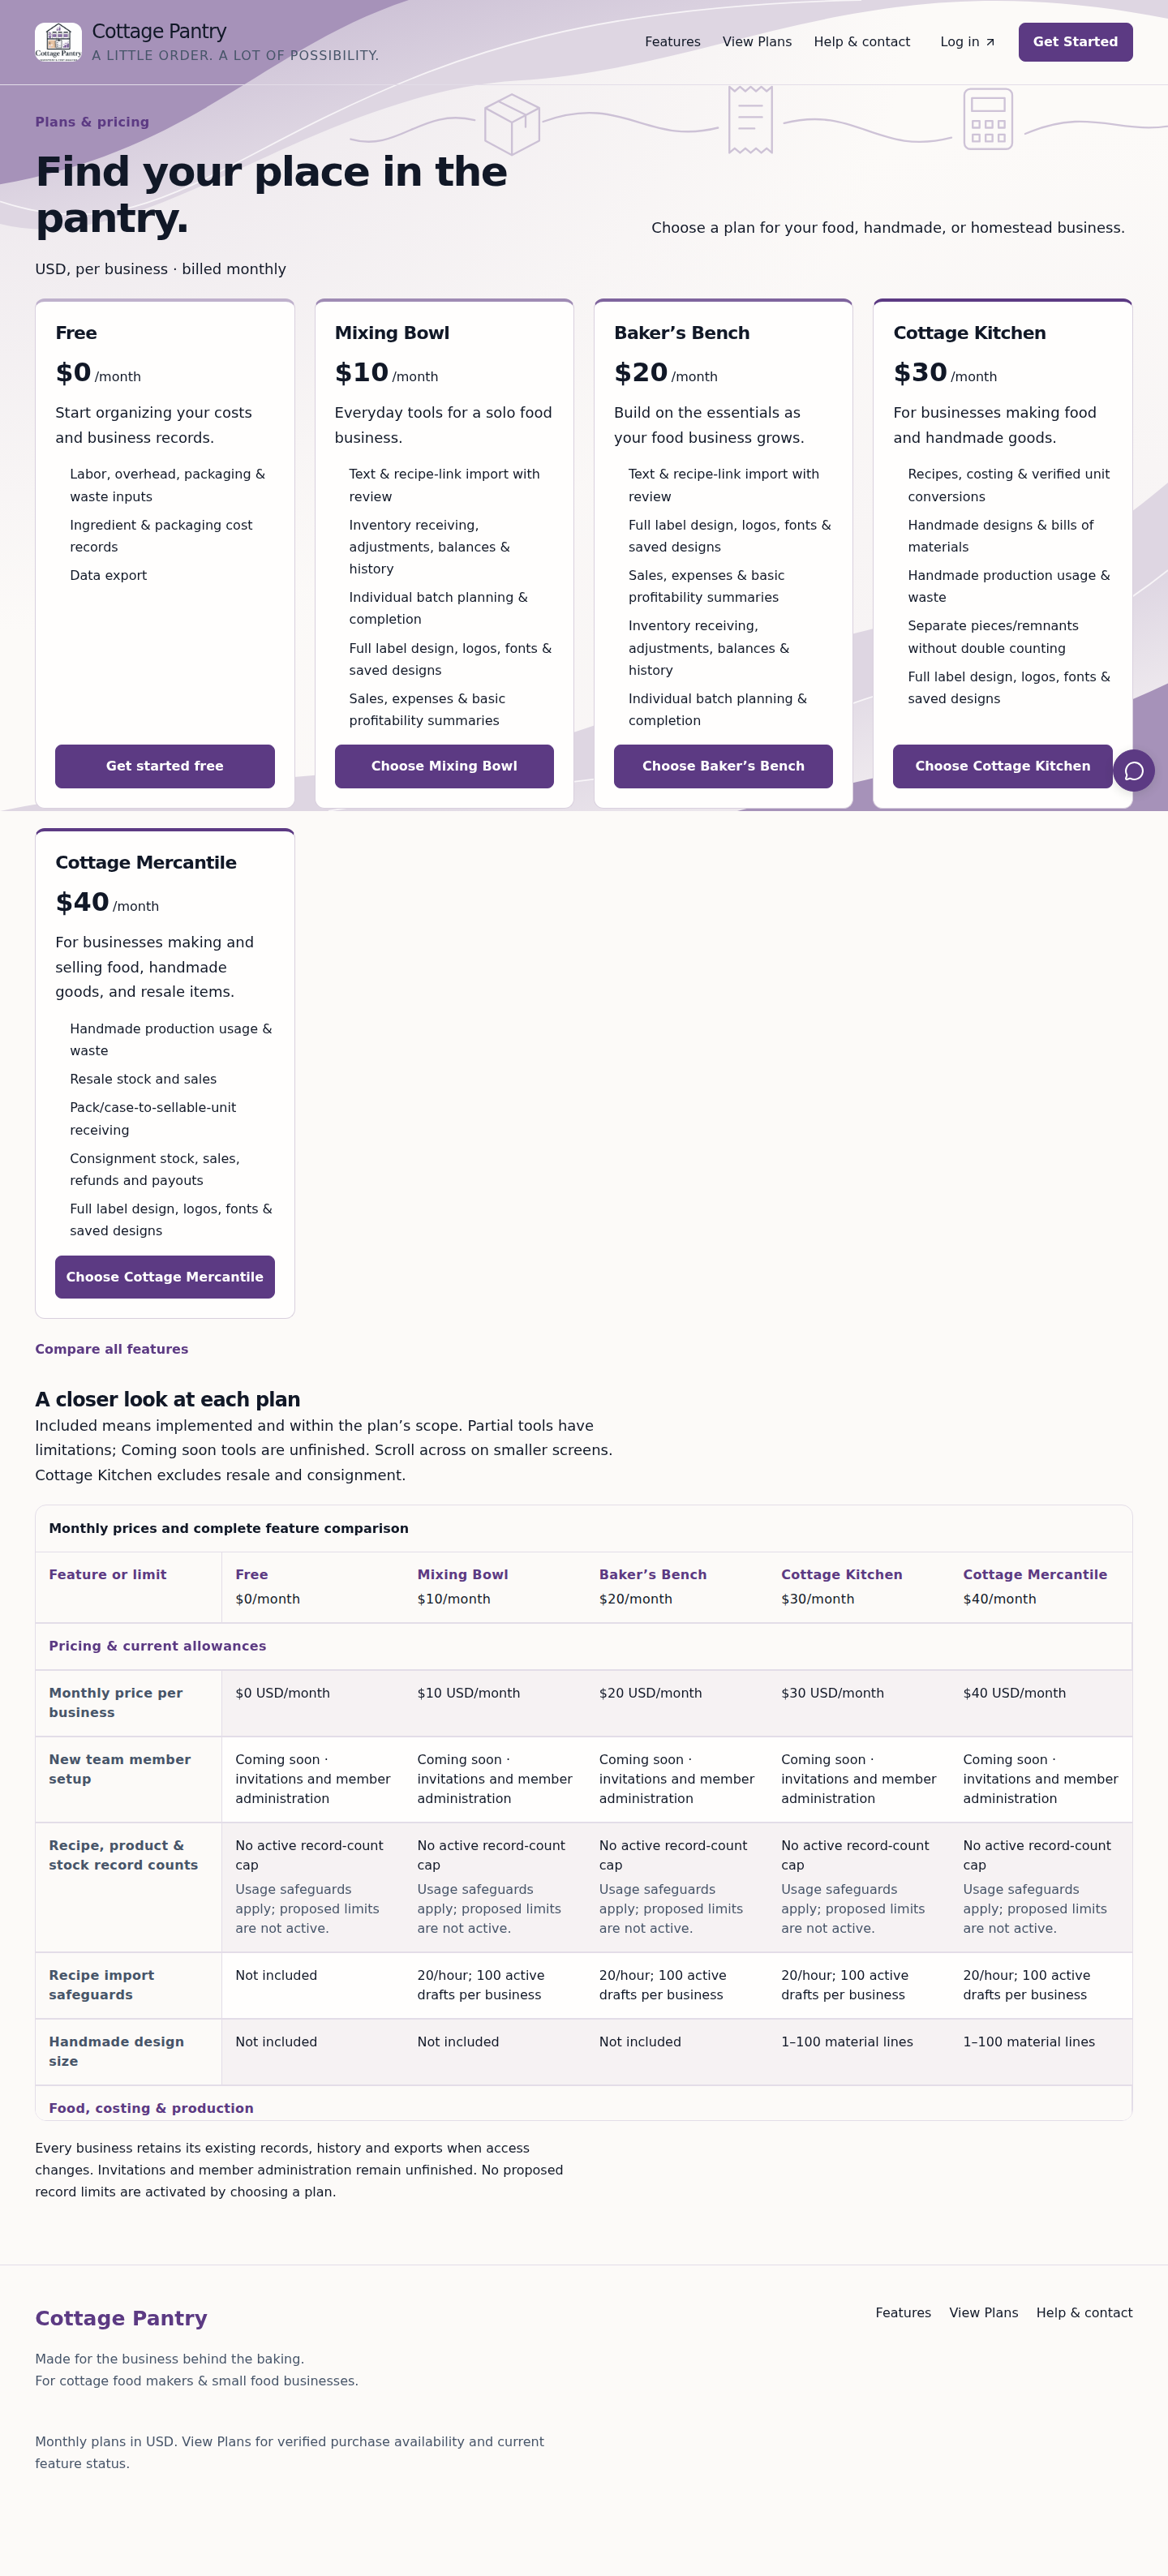 Cottage Pantry
Cottage Pantry
A LITTLE ORDER. A LOT OF POSSIBILITY.
Features
View Plans
Help & contact
Log in
Get Started
Plans & pricing
Find your place in the
pantry.
Choose a plan for your food, handmade, or homestead business.
USD, per business · billed monthly
Free
$0 /month
Start organizing your costs
and business records.
Labor, overhead, packaging &
waste inputs
Ingredient & packaging cost
records
Data export
Get started free
Mixing Bowl
$10 /month
Everyday tools for a solo food
business.
Text & recipe-link import with
review
Inventory receiving,
adjustments, balances &
history
Individual batch planning &
completion
Full label design, logos, fonts &
saved designs
Sales, expenses & basic
profitability summaries
Choose Mixing Bowl
Baker’s Bench
$20 /month
Build on the essentials as
your food business grows.
Text & recipe-link import with
review
Full label design, logos, fonts &
saved designs
Sales, expenses & basic
profitability summaries
Inventory receiving,
adjustments, balances &
history
Individual batch planning &
completion
Choose Baker’s Bench
Cottage Kitchen
$30 /month
For businesses making food
and handmade goods.
Recipes, costing & verified unit
conversions
Handmade designs & bills of
materials
Handmade production usage &
waste
Separate pieces/remnants
without double counting
Full label design, logos, fonts &
saved designs
Choose Cottage Kitchen
Cottage Mercantile
$40 /month
For businesses making and
selling food, handmade
goods, and resale items.
Handmade production usage &
waste
Resale stock and sales
Pack/case-to-sellable-unit
receiving
Consignment stock, sales,
refunds and payouts
Full label design, logos, fonts &
saved designs
Choose Cottage Mercantile
Compare all features
A closer look at each plan
Included means implemented and within the plan’s scope. Partial tools have
limitations; Coming soon tools are unfinished. Scroll across on smaller screens.
Cottage Kitchen excludes resale and consignment.
Monthly prices and complete feature comparison
Feature or limit
Free
$0/month
Mixing Bowl
$10/month
Baker’s Bench
$20/month
Cottage Kitchen
$30/month
Cottage Mercantile
$40/month
Pricing & current allowances
Monthly price per
business
$0 USD/month
$10 USD/month
$20 USD/month
$30 USD/month
$40 USD/month
New team member
setup
Coming soon ·
invitations and member
administration
Coming soon ·
invitations and member
administration
Coming soon ·
invitations and member
administration
Coming soon ·
invitations and member
administration
Coming soon ·
invitations and member
administration
Recipe, product &
stock record counts
No active record-count
cap
Usage safeguards
apply; proposed limits
are not active.
No active record-count
cap
Usage safeguards
apply; proposed limits
are not active.
No active record-count
cap
Usage safeguards
apply; proposed limits
are not active.
No active record-count
cap
Usage safeguards
apply; proposed limits
are not active.
No active record-count
cap
Usage safeguards
apply; proposed limits
are not active.
Recipe import
safeguards
Not included
20/hour; 100 active
drafts per business
20/hour; 100 active
drafts per business
20/hour; 100 active
drafts per business
20/hour; 100 active
drafts per business
Handmade design
size
Not included
Not included
Not included
1–100 material lines
1–100 material lines
Food, costing & production
Every business retains its existing records, history and exports when access
changes. Invitations and member administration remain unfinished. No proposed
record limits are activated by choosing a plan.
Cottage Pantry
Features
View Plans
Help & contact
Made for the business behind the baking.
For cottage food makers & small food businesses.
Monthly plans in USD. View Plans for verified purchase availability and current
feature status.